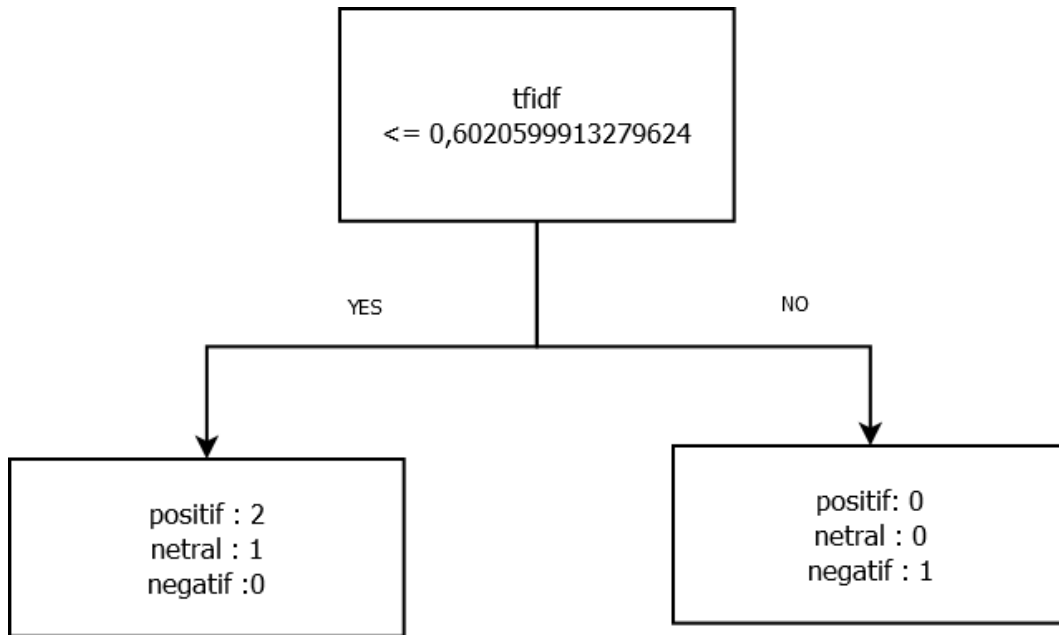 tfidf
<= 0,6020599913279624
YES
NO
positif : 2
netral : 1
negatif :0
positif: 0
netral : 0
negatif : 1